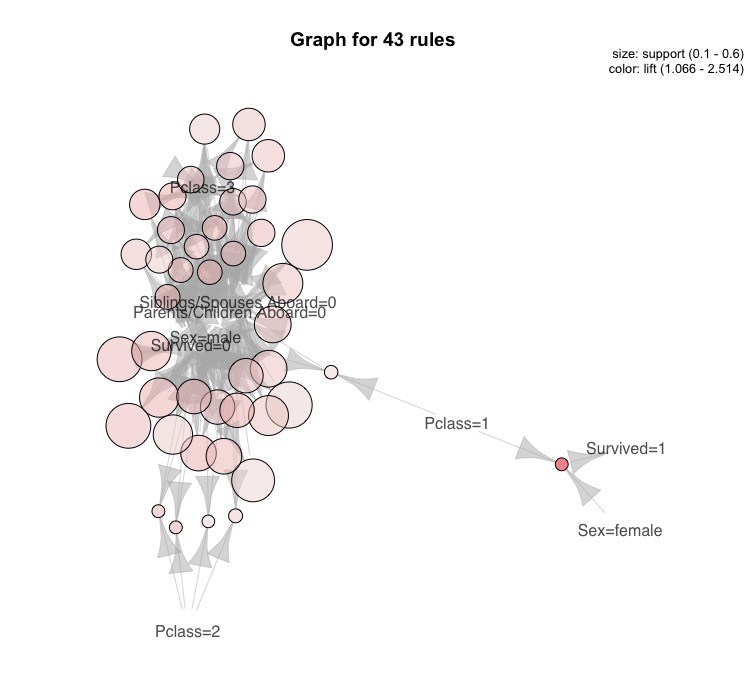 Graph for 43 rules
size: support (0.1 - 0.6)
color: lift (1.066 - 2.514)
Pclass=3
Siblings/Spouses Aboard=0
Parents/Children Aboard=0
Sex=male
Survived=0
Pclass=1
Survived=1
Sex=female
Pclass=2